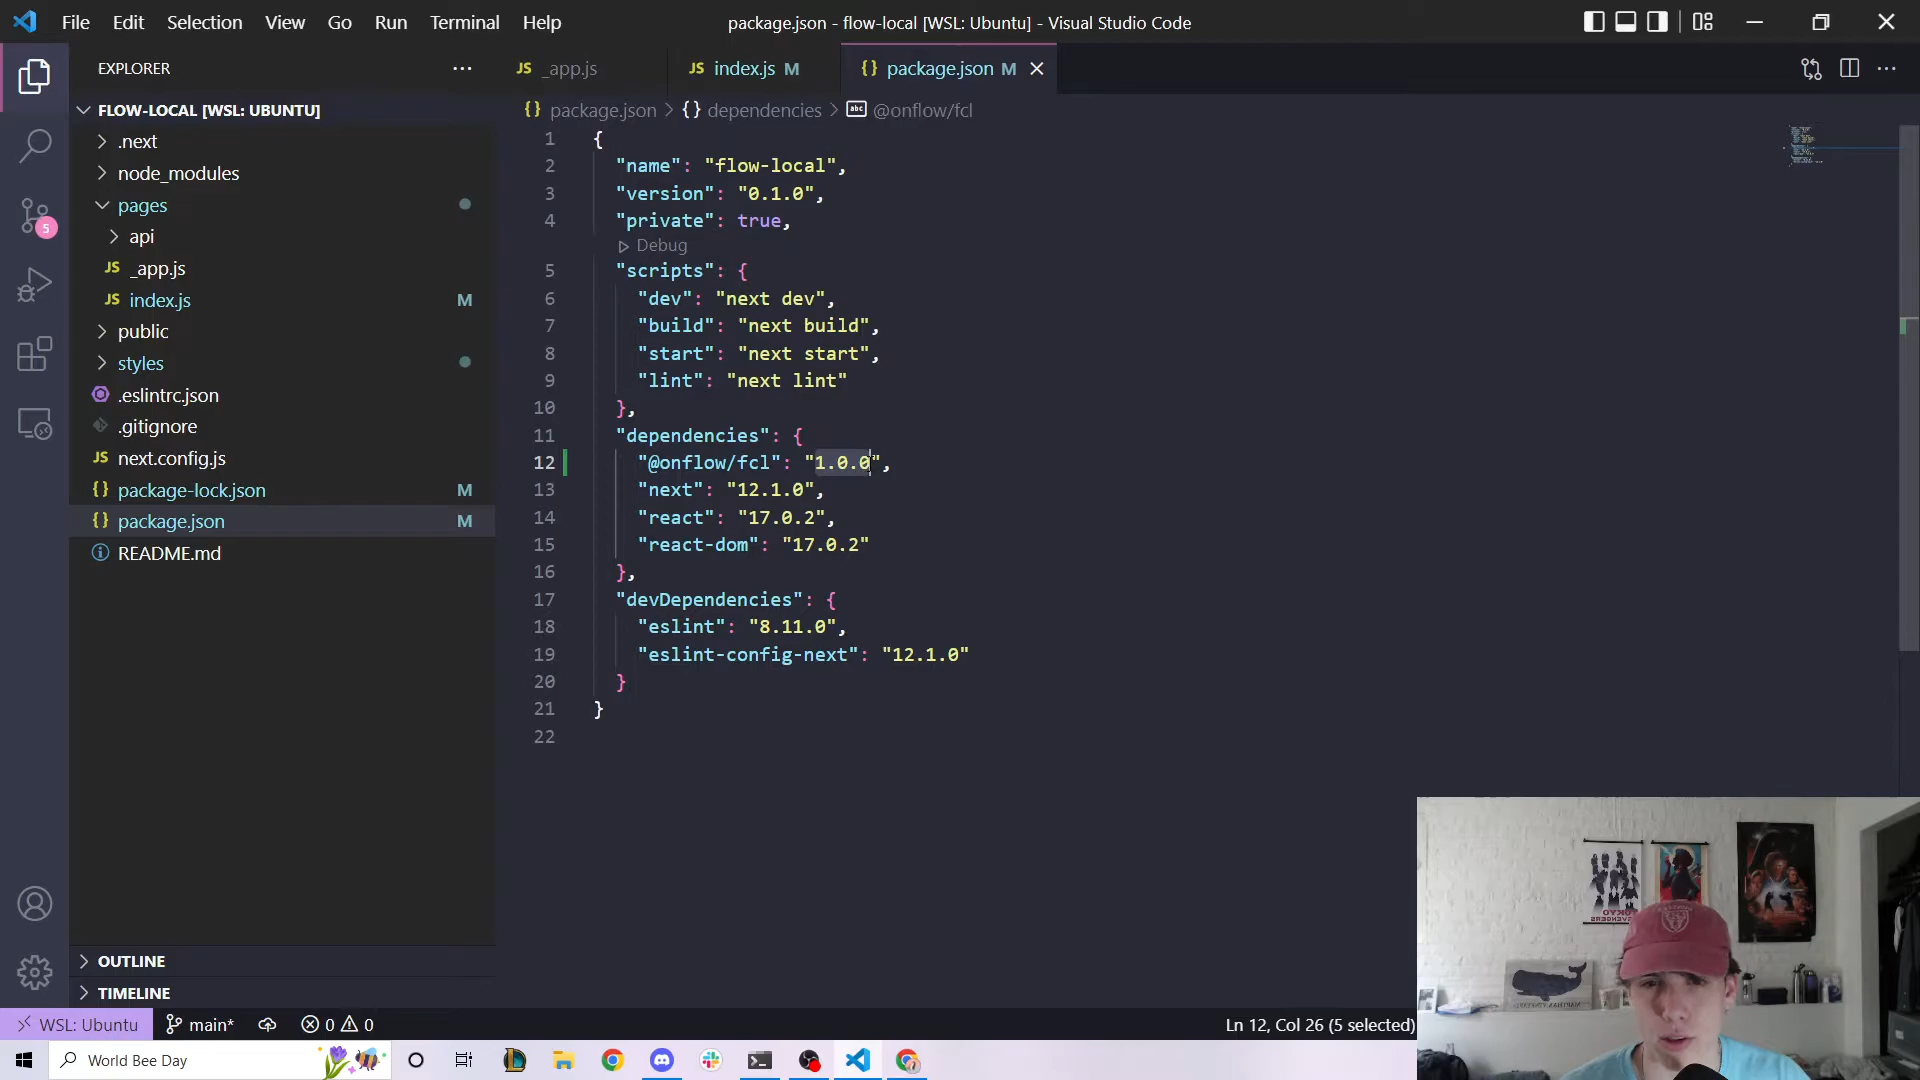 File Edit Selection View Go Run Terminal Help
package.json - flow-local [WSL: Ubuntu] - Visual Studio Code
EXPLORER
JS _app.js
JS index.js M
{} package.json M
FLOW-LOCAL [WSL: UBUNTU]
{} package.json > {} dependencies > abc @onflow/fcl
.next
node_modules
pages
api
JS _app.js
JS index.js M
public
styles
.eslintrc.json
.gitignore
JS next.config.js
{} package-lock.json M
{} package.json M
README.md
OUTLINE
TIMELINE
5
1 {
2 "name": "flow-local",
3 "version": "0.1.0",
4 "private": true,
Debug
5 "scripts": {
6 "dev": "next dev",
7 "build": "next build",
8 "start": "next start",
9 "lint": "next lint"
10 },
11 "dependencies": {
12 "@onflow/fcl": "1.0.0",
13 "next": "12.1.0",
14 "react": "17.0.2",
15 "react-dom": "17.0.2"
16 },
17 "devDependencies": {
18 "eslint": "8.11.0",
19 "eslint-config-next": "12.1.0"
20 }
21 }
22
WSL: Ubuntu main* 0 0
Ln 12, Col 26 (5 selected)
World Bee Day